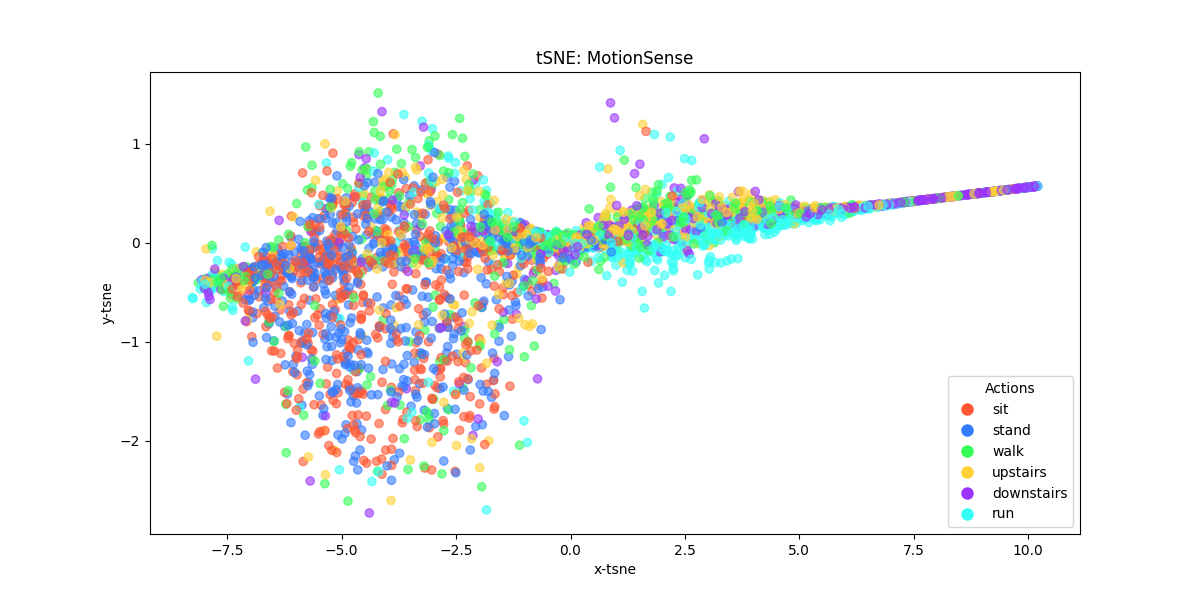 tSNE: MotionSense
y-tsne
1
0
−1
−2
−7.5
−5.0
−2.5
0.0
2.5
5.0
7.5
10.0
x-tsne
Actions
sit
stand
walk
upstairs
downstairs
run